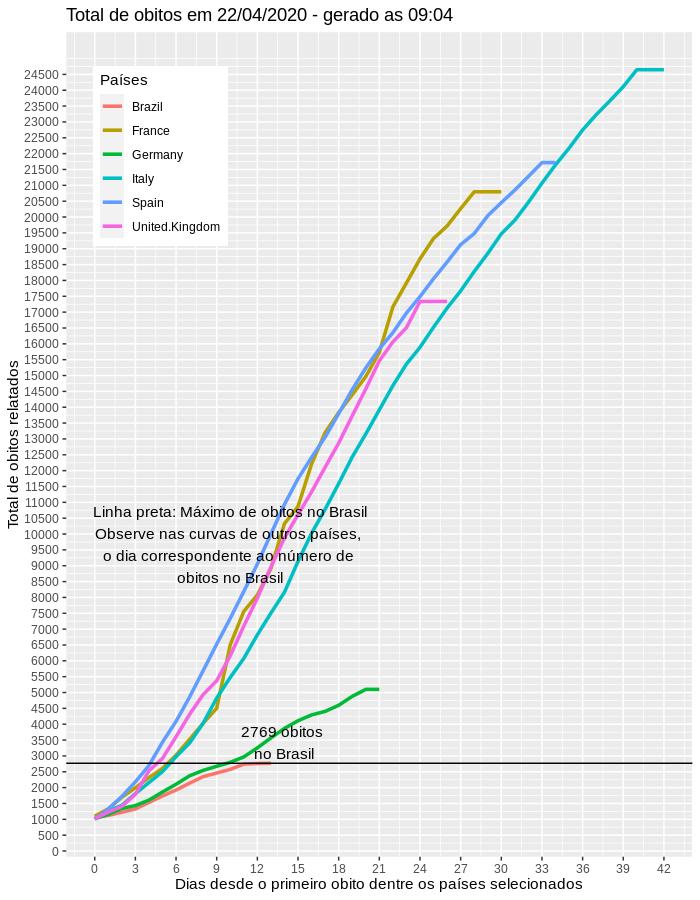 Total de obitos em 22/04/2020 - gerado as 09:04
Países
Brazil
France
Germany
Italy
Spain
United.Kingdom
Total de obitos relatados
24500
24000
23500
23000
22500
22000
21500
21000
20500
20000
19500
19000
18500
18000
17500
17000
16500
16000
15500
15000
14500
14000
13500
13000
12500
12000
11500
11000
10500
10000
9500
9000
8500
8000
7500
7000
6500
6000
5500
5000
4500
4000
3500
3000
2500
2000
1500
1000
500
0
Linha preta: Máximo de obitos no Brasil
Observe nas curvas de outros países,
o dia correspondente ao número de
obitos no Brasil
2769 obitos
no Brasil
0 3 6 9 12 15 18 21 24 27 30 33 36 39 42
Dias desde o primeiro obito dentre os países selecionados